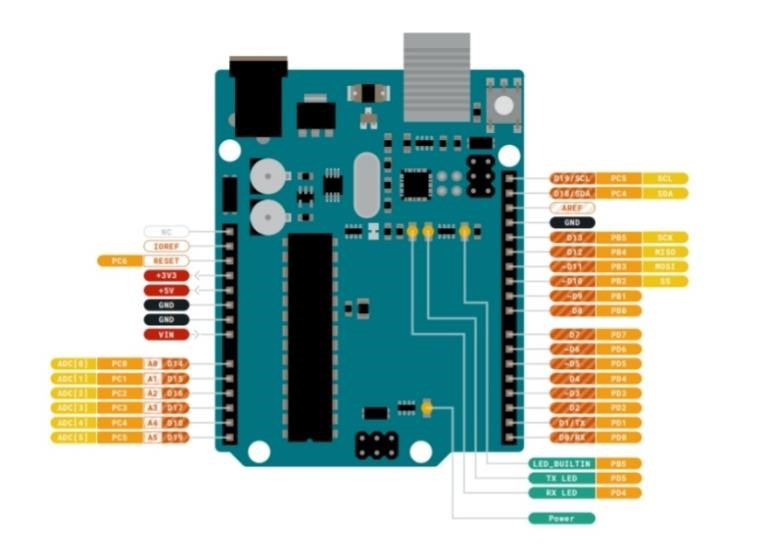 D19/SCL PC5 SCL
D18/SDA PC4 SDA
AREF
GND
D13 PB5 SCK
D12 PB4 MISO
~D11 PB3 MOSI
~D10 PB2 SS
~D9 PB1
D8 PB0
D7 PD7
~D6 PD6
~D5 PD5
D4 PD4
~D3 PD3
D2 PD2
D1/TX PD1
D0/RX PD0
NC
IOREF
PC6 RESET
+3V3
+5V
GND
GND
VIN
ADC[0] PC0 A0 D14
ADC[1] PC1 A1 D15
ADC[2] PC2 A2 D16
ADC[3] PC3 A3 D17
ADC[4] PC4 A4 D18
ADC[5] PC5 A5 D19
LED_BUILTIN PB5
TX LED PD5
RX LED PD4
Power